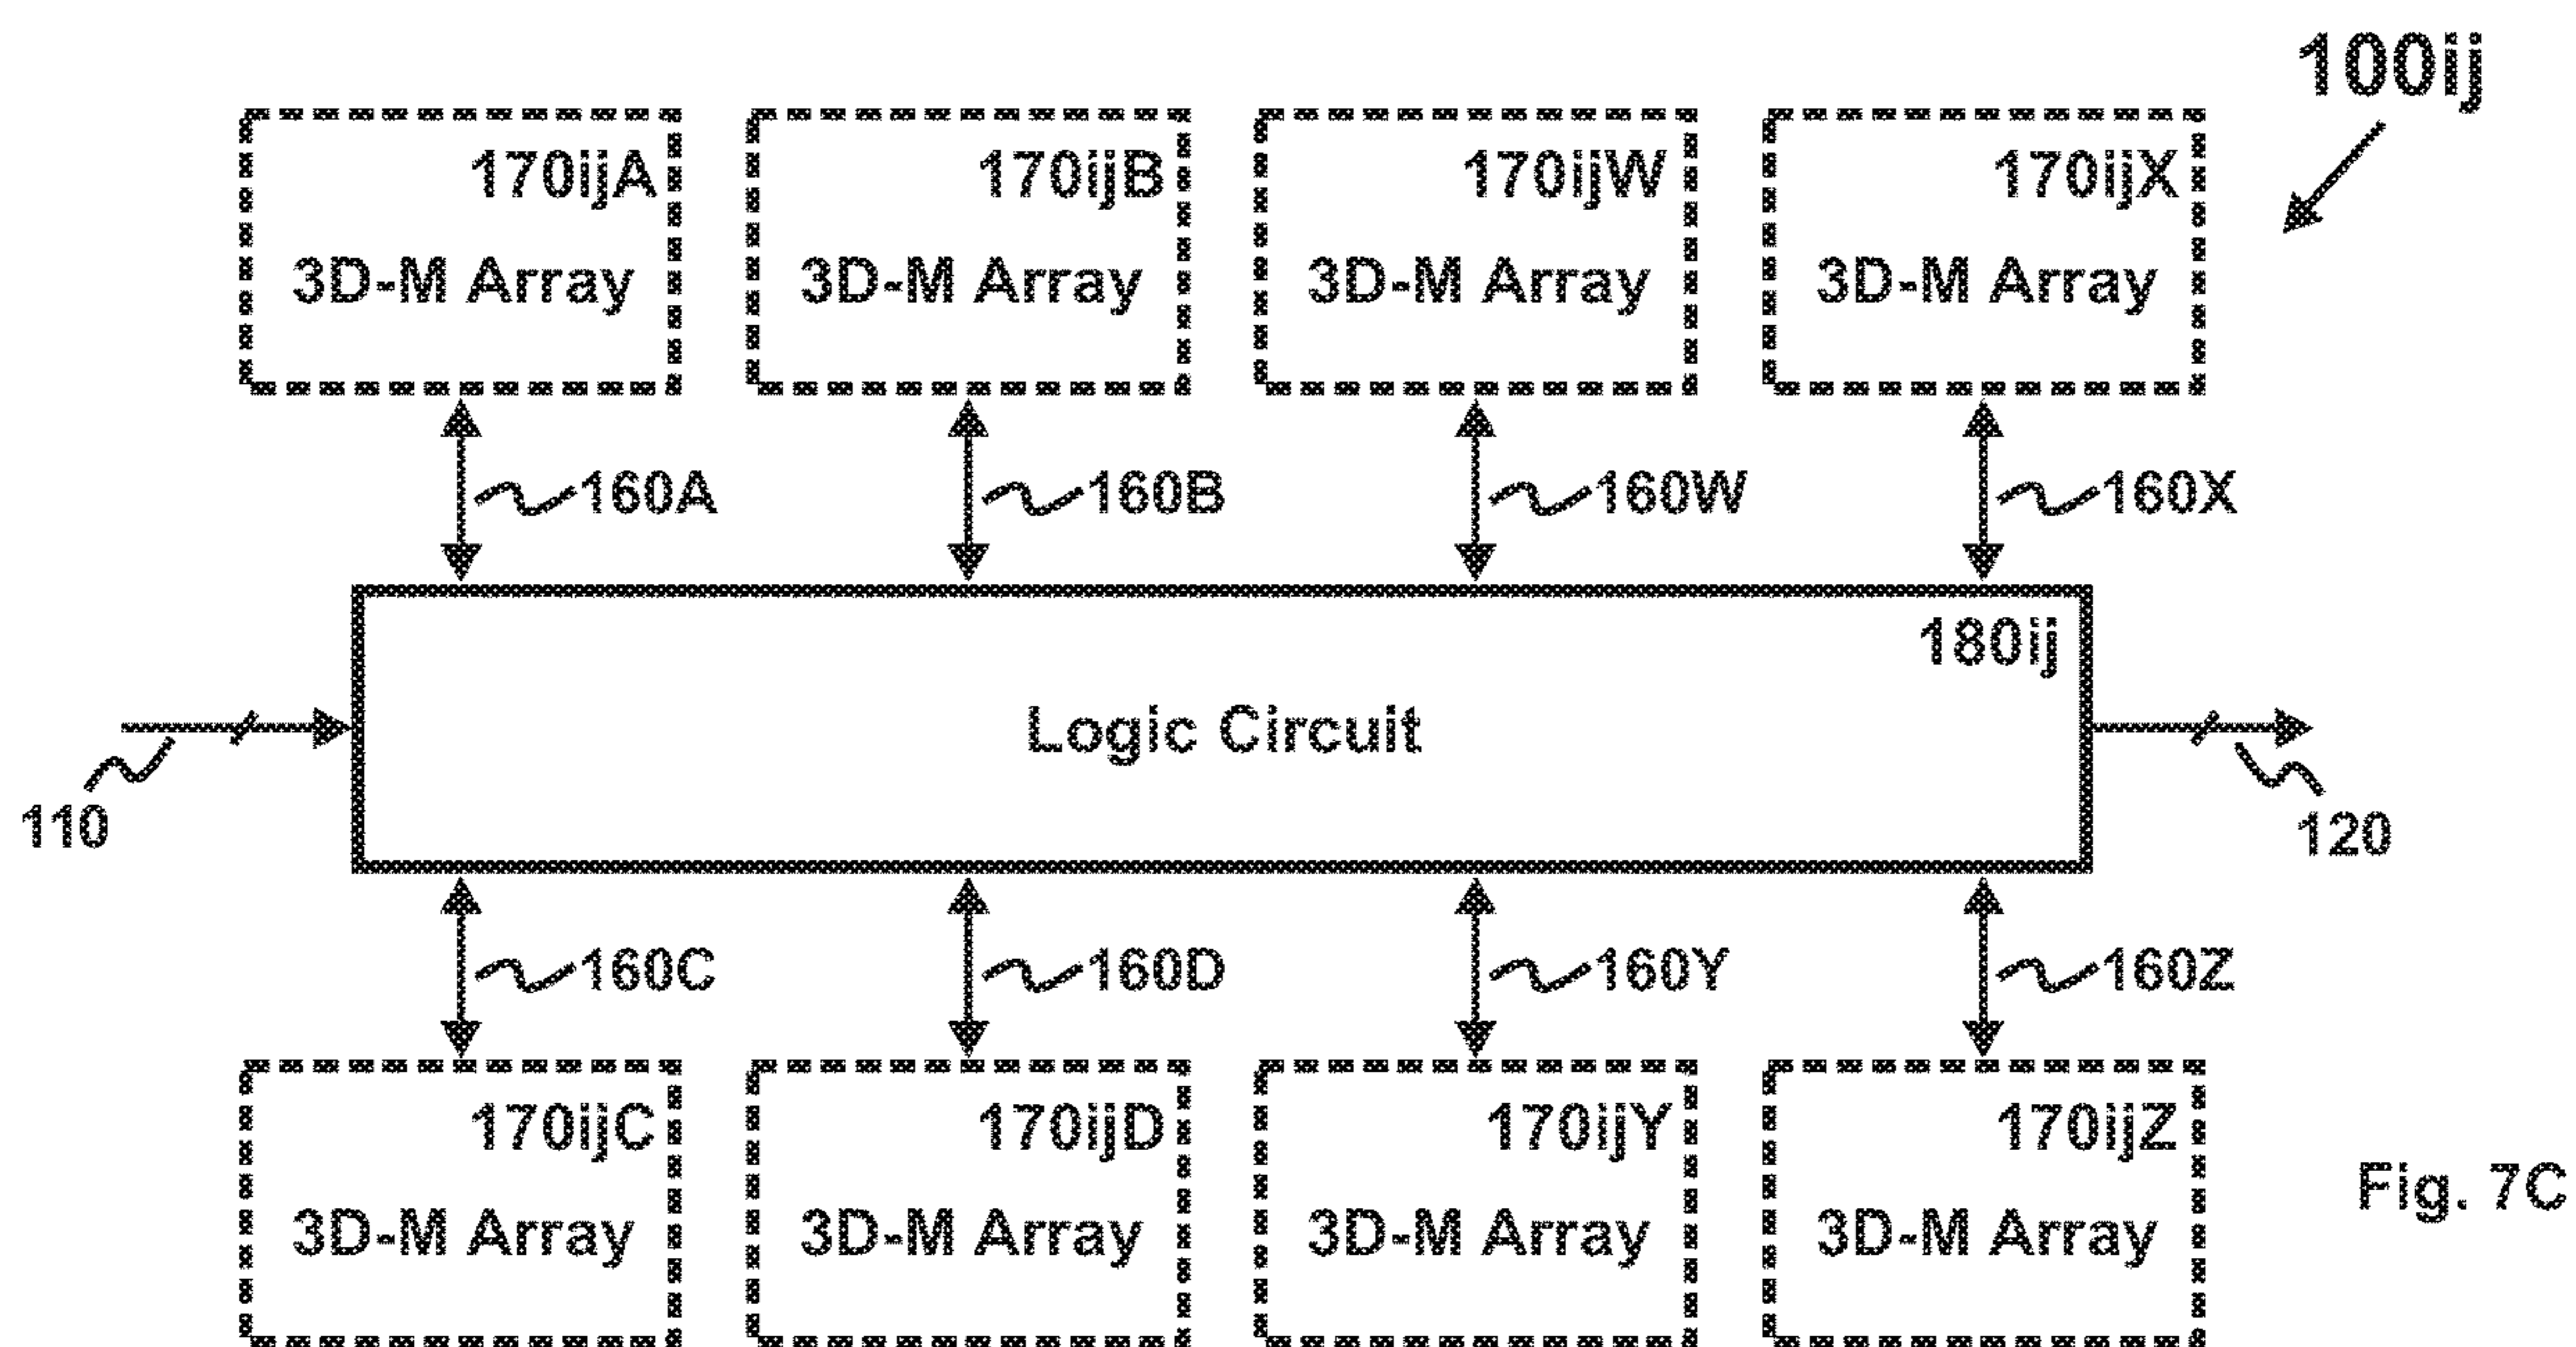 100ij
170ijA
170ijB
170ijW
170ijX
3D-M Array
3D-M Array
3D-M Array
3D-M Array
160A
160B
160W
160X
180ij
Logic Circuit
110
120
160C
160D
160Y
160Z
170ijC
170ijD
170ijY
170ijZ
3D-M Array
3D-M Array
3D-M Array
3D-M Array
Fig. 7C